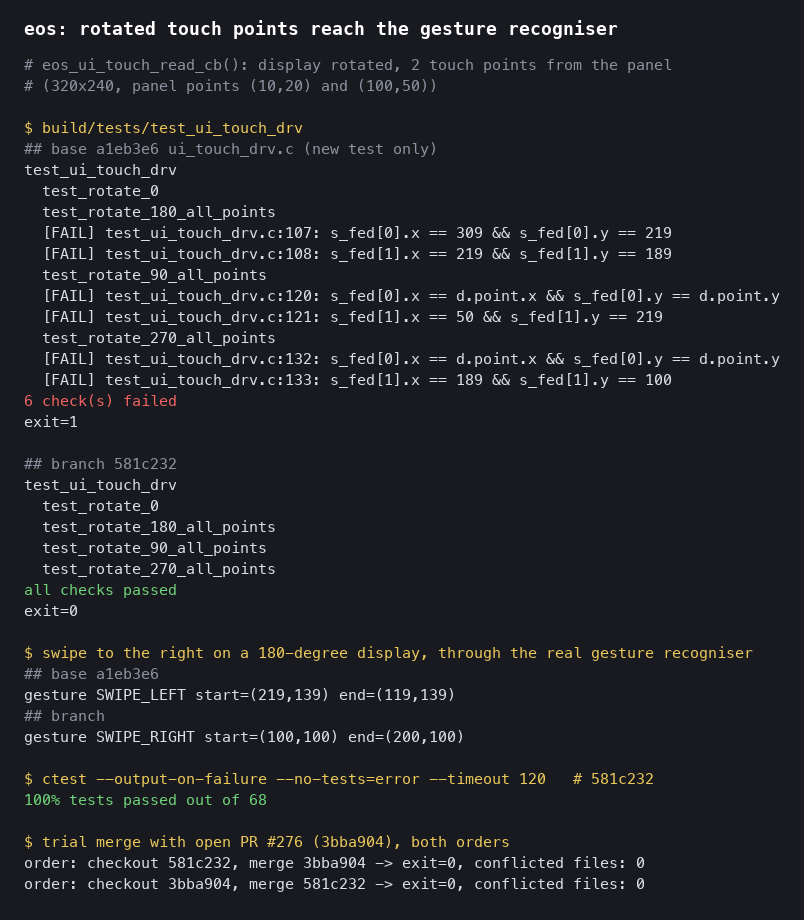 eos: rotated touch points reach the gesture recogniser
# eos_ui_touch_read_cb(): display rotated, 2 touch points from the panel
# (320x240, panel points (10,20) and (100,50))
$ build/tests/test_ui_touch_drv
## base a1eb3e6 ui_touch_drv.c (new test only)
test_ui_touch_drv
  test_rotate_0
  test_rotate_180_all_points
  [FAIL] test_ui_touch_drv.c:107: s_fed[0].x == 309 && s_fed[0].y == 219
  [FAIL] test_ui_touch_drv.c:108: s_fed[1].x == 219 && s_fed[1].y == 189
  test_rotate_90_all_points
  [FAIL] test_ui_touch_drv.c:120: s_fed[0].x == d.point.x && s_fed[0].y == d.point.y
  [FAIL] test_ui_touch_drv.c:121: s_fed[1].x == 50 && s_fed[1].y == 219
  test_rotate_270_all_points
  [FAIL] test_ui_touch_drv.c:132: s_fed[0].x == d.point.x && s_fed[0].y == d.point.y
  [FAIL] test_ui_touch_drv.c:133: s_fed[1].x == 189 && s_fed[1].y == 100
6 check(s) failed
exit=1
## branch 581c232
test_ui_touch_drv
  test_rotate_0
  test_rotate_180_all_points
  test_rotate_90_all_points
  test_rotate_270_all_points
all checks passed
exit=0
$ swipe to the right on a 180-degree display, through the real gesture recogniser
## base a1eb3e6
gesture SWIPE_LEFT start=(219,139) end=(119,139)
## branch
gesture SWIPE_RIGHT start=(100,100) end=(200,100)
$ ctest --output-on-failure --no-tests=error --timeout 120   # 581c232
100% tests passed out of 68
$ trial merge with open PR #276 (3bba904), both orders
order: checkout 581c232, merge 3bba904 -> exit=0, conflicted files: 0
order: checkout 3bba904, merge 581c232 -> exit=0, conflicted files: 0